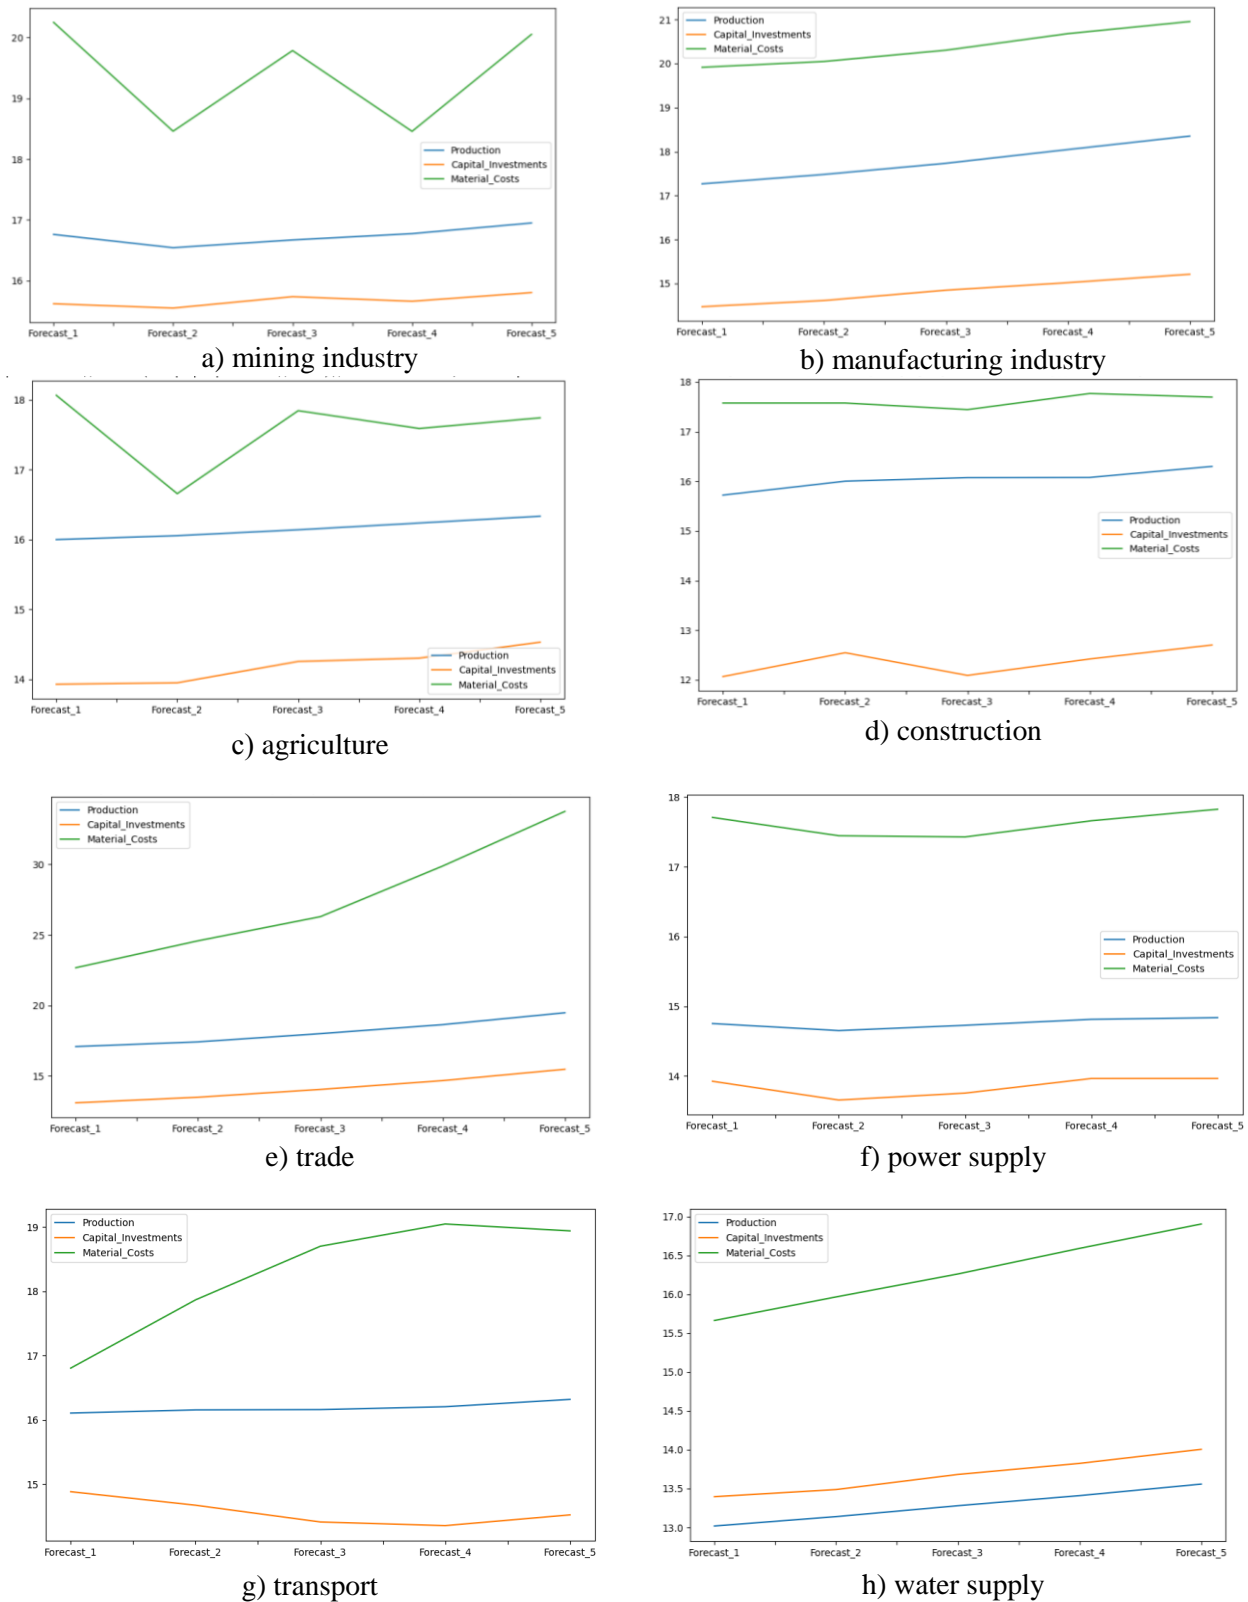 20
19
18
17
16
Production
Capital_Investments
Material_Costs
Forecast_1 Forecast_2 Forecast_3 Forecast_4 Forecast_5
a) mining industry
21
20
19
18
17
16
15
Production
Capital_Investments
Material_Costs
Forecast_1 Forecast_2 Forecast_3 Forecast_4 Forecast_5
b) manufacturing industry
18
17
16
15
14
Production
Capital_Investments
Material_Costs
Forecast_1 Forecast_2 Forecast_3 Forecast_4 Forecast_5
c) agriculture
18
17
16
15
14
13
12
Production
Capital_Investments
Material_Costs
Forecast_1 Forecast_2 Forecast_3 Forecast_4 Forecast_5
d) construction
Production
Capital_Investments
Material_Costs
30
25
20
15
Forecast_1 Forecast_2 Forecast_3 Forecast_4 Forecast_5
e) trade
18
17
16
15
14
Production
Capital_Investments
Material_Costs
Forecast_1 Forecast_2 Forecast_3 Forecast_4 Forecast_5
f) power supply
19
18
17
16
15
Production
Capital_Investments
Material_Costs
Forecast_1 Forecast_2 Forecast_3 Forecast_4 Forecast_5
g) transport
17.0
16.5
16.0
15.5
15.0
14.5
14.0
13.5
13.0
Production
Capital_Investments
Material_Costs
Forecast_1 Forecast_2 Forecast_3 Forecast_4 Forecast_5
h) water supply